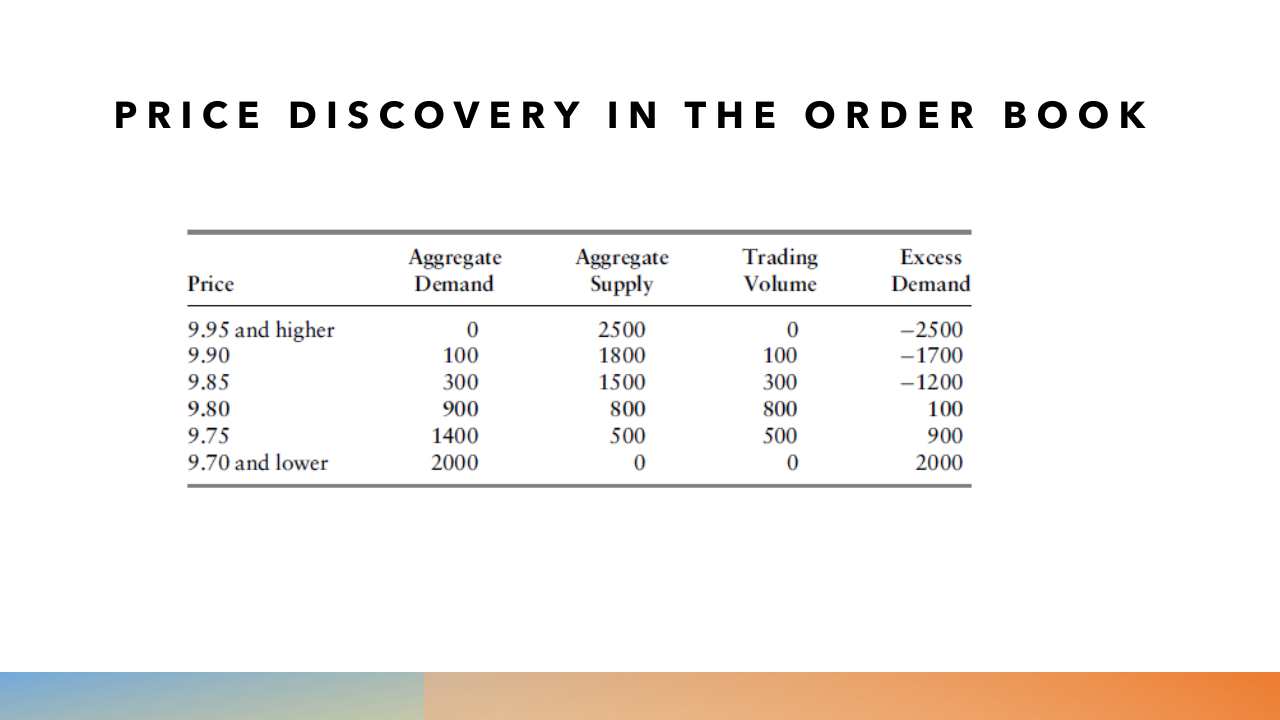 PRICE DISCOVERY IN THE ORDER BOOK
Aggregate Aggregate Trading Excess
Price Demand Supply Volume Demand
9.95 and higher 0 2500 0 −2500
9.90 100 1800 100 −1700
9.85 300 1500 300 −1200
9.80 900 800 800 100
9.75 1400 500 500 900
9.70 and lower 2000 0 0 2000